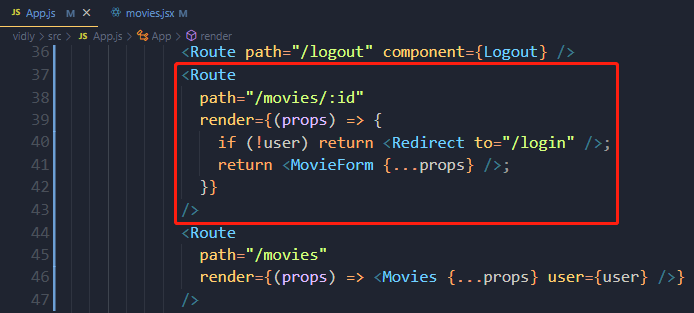 App.js M movies.jsx M
vidly > src > App.js > App > render
36 <Route path="/logout" component={Logout} />
37 <Route
38 path="/movies/:id"
39 render={(props) => {
40 if (!user) return <Redirect to="/login" />;
41 return <MovieForm {...props} />;
42 }}
43 />
44 <Route
45 path="/movies"
46 render={(props) => <Movies {...props} user={user} />}
47 />